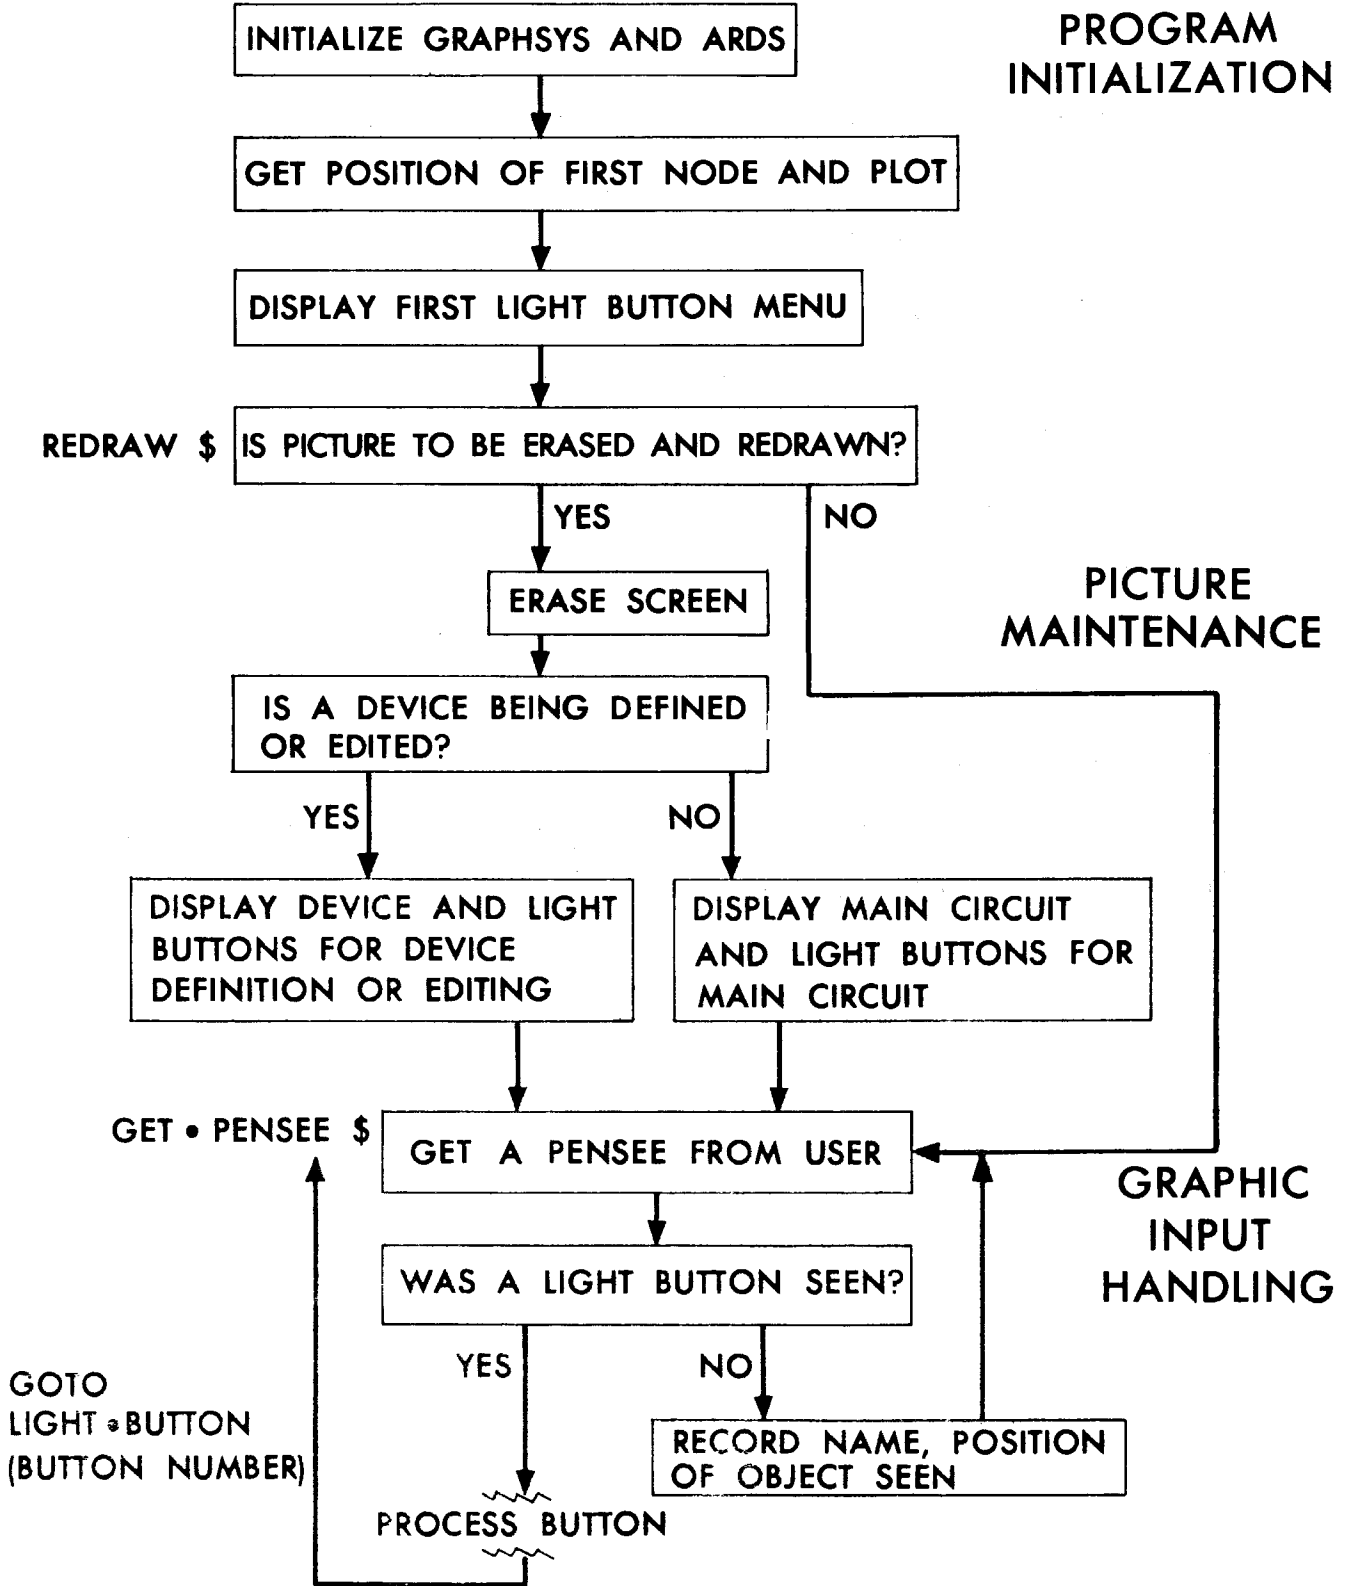 INITIALIZE GRAPHSYS AND ARDS
PROGRAM
INITIALIZATION
GET POSITION OF FIRST NODE AND PLOT
DISPLAY FIRST LIGHT BUTTON MENU
REDRAW $
IS PICTURE TO BE ERASED AND REDRAWN?
YES
NO
ERASE SCREEN
PICTURE
MAINTENANCE
IS A DEVICE BEING DEFINED
OR EDITED?
YES
NO
DISPLAY DEVICE AND LIGHT
BUTTONS FOR DEVICE
DEFINITION OR EDITING
DISPLAY MAIN CIRCUIT
AND LIGHT BUTTONS FOR
MAIN CIRCUIT
GET • PENSEE $
GET A PENSEE FROM USER
GRAPHIC
INPUT
HANDLING
WAS A LIGHT BUTTON SEEN?
YES
NO
GOTO
LIGHT • BUTTON
(BUTTON NUMBER)
RECORD NAME, POSITION
OF OBJECT SEEN
PROCESS BUTTON